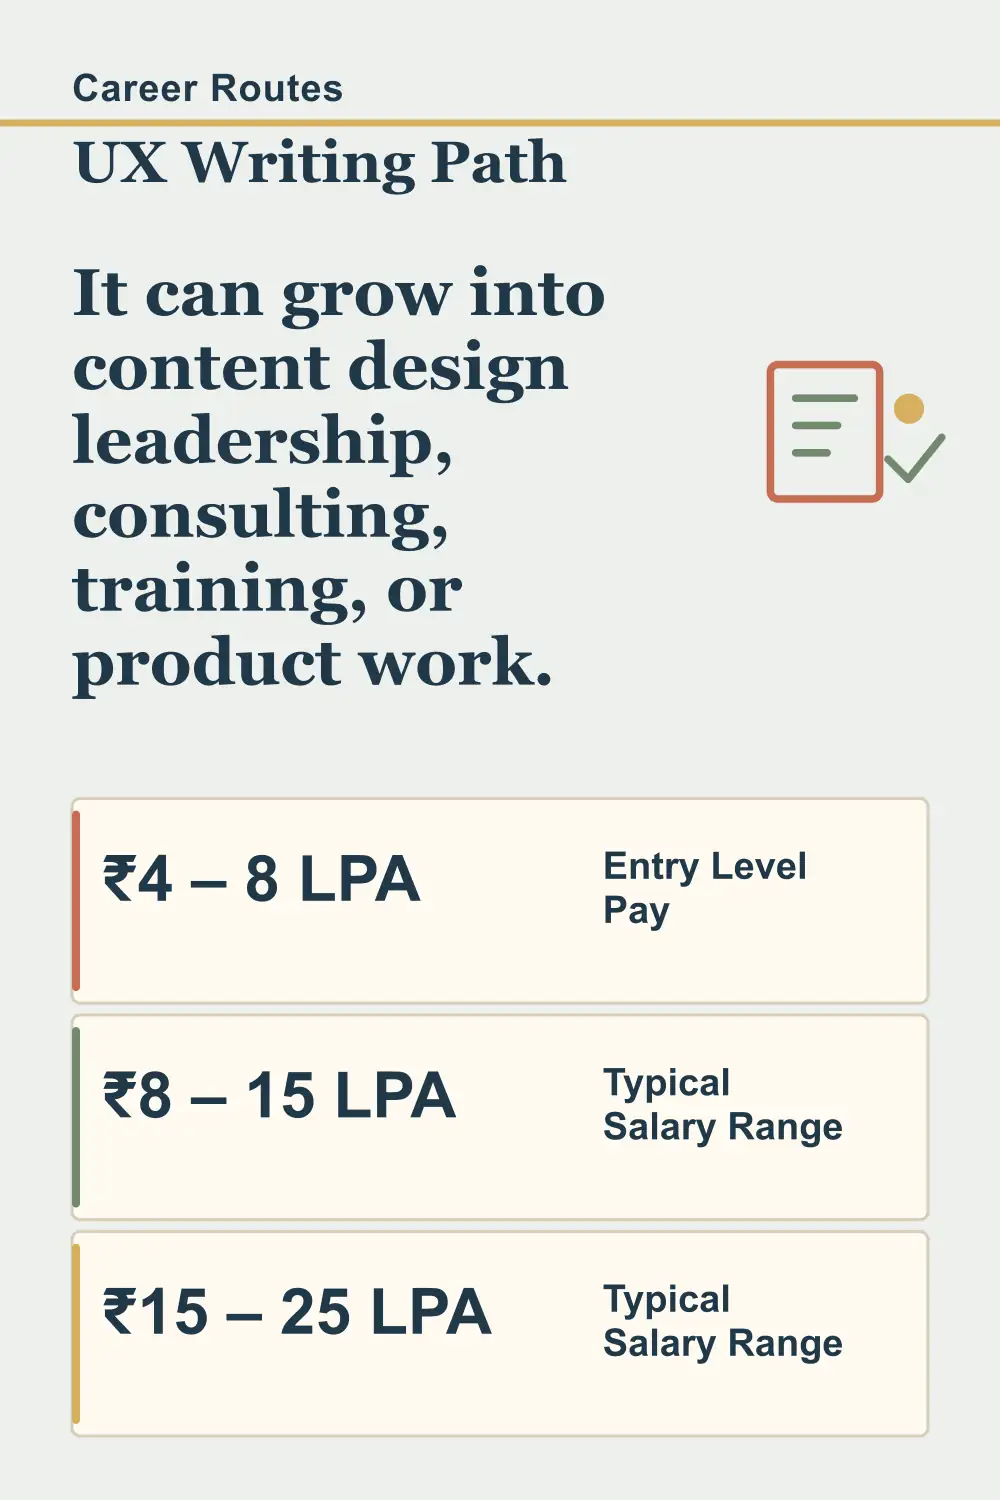 Career Routes
UX Writing Path
It can grow into
content design
leadership,
consulting,
training, or
product work.
₹4 – 8 LPA
Entry Level
Pay
₹8 – 15 LPA
Typical
Salary Range
₹15 – 25 LPA
Typical
Salary Range